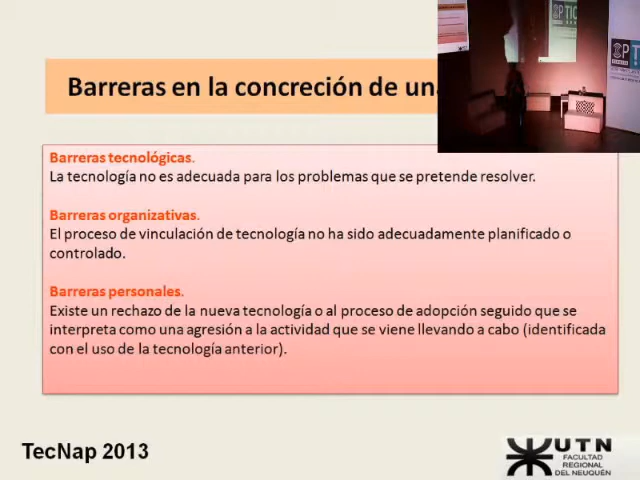 Barreras en la concreción de una
Barreras tecnológicas.
La tecnología no es adecuada para los problemas que se pretende resolver.
Barreras organizativas.
El proceso de vinculación de tecnología no ha sido adecuadamente planificado o
controlado.
Barreras personales.
Existe un rechazo de la nueva tecnología o al proceso de adopción seguido que se
interpreta como una agresión a la actividad que se viene llevando a cabo (identificada
con el uso de la tecnología anterior).
TecNap 2013
UTN
FACULTAD
REGIONAL
DEL NEUQUÉN